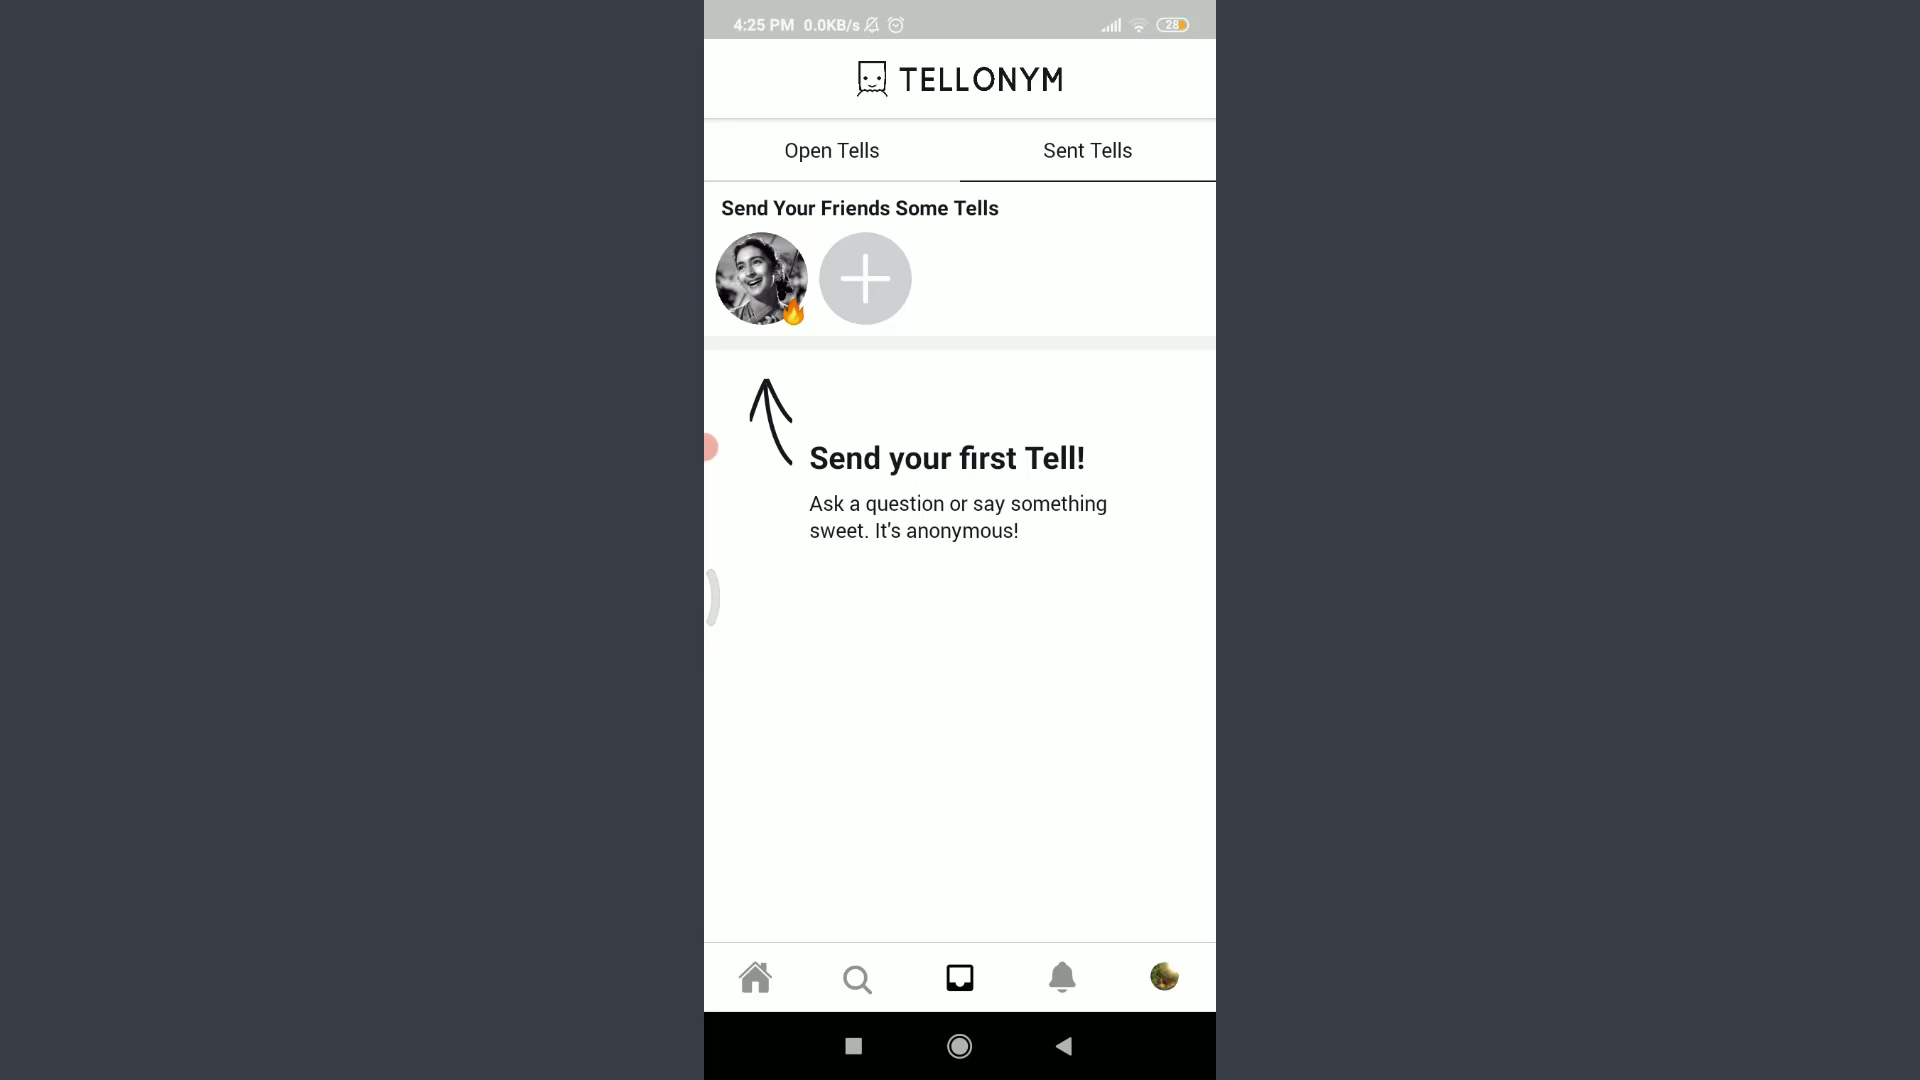 4:25 PM 0.0KB/s 28
TELLONYM
Open Tells Sent Tells
Send Your Friends Some Tells
Send your first Tell!
Ask a question or say something
sweet. It's anonymous!